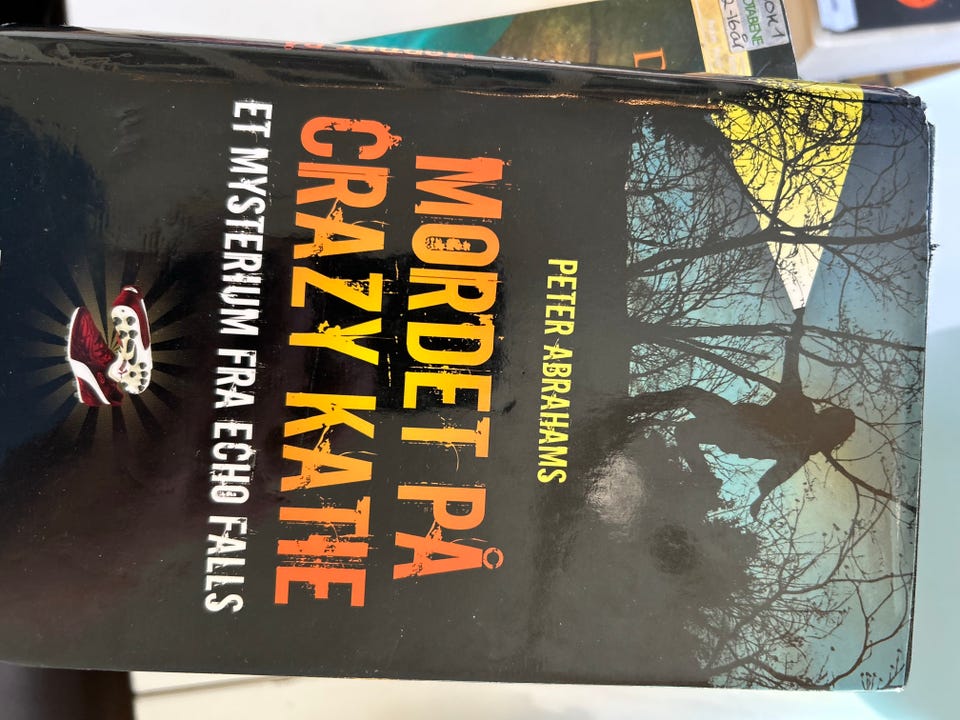 PETER ABRAHAMS
MORDET PÅ
CRAZY KATIE
ET MYSTERIUM FRA ECHO FALLS
D